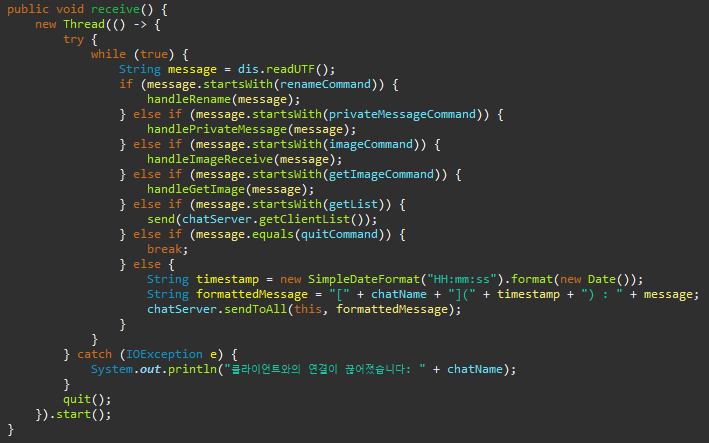 public void receive() {
    new Thread(() -> {
        try {
            while (true) {
                String message = dis.readUTF();
                if (message.startsWith(renameCommand)) {
                    handleRename(message);
                } else if (message.startsWith(privateMessageCommand)) {
                    handlePrivateMessage(message);
                } else if (message.startsWith(imageCommand)) {
                    handleImageReceive(message);
                } else if (message.startsWith(getImageCommand)) {
                    handleGetImage(message);
                } else if (message.startsWith(getList)) {
                    send(chatServer.getClientList());
                } else if (message.equals(quitCommand)) {
                    break;
                } else {
                    String timestamp = new SimpleDateFormat("HH:mm:ss").format(new Date());
                    String formattedMessage = "[" + chatName + "](" + timestamp + ") : " + message;
                    chatServer.sendToAll(this, formattedMessage);
                }
            }
        } catch (IOException e) {
            System.out.println("클라이언트와의 연결이 끊어졌습니다: " + chatName);
        }
        quit();
    }).start();
}